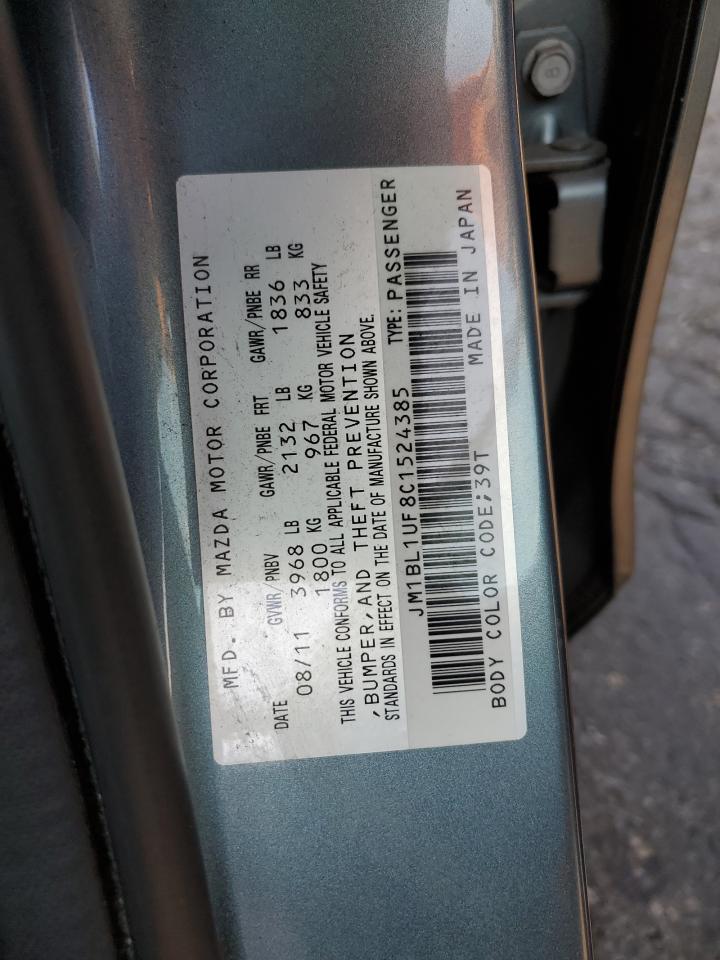 MFD. BY MAZDA MOTOR CORPORATION
DATE GVWR/PNBV GAWR/PNBE FRT GAWR/PNBE RR
08/11 3968 LB 2132 LB 1836 LB
1800 KG 967 KG 833 KG
THIS VEHICLE CONFORMS TO ALL APPLICABLE FEDERAL MOTOR VEHICLE SAFETY
,BUMPER,AND THEFT PREVENTION
STANDARDS IN EFFECT ON THE DATE OF MANUFACTURE SHOWN ABOVE.
JM1BL1UF8C1524385 TYPE: PASSENGER
BODY COLOR CODE;39T MADE IN JAPAN
8